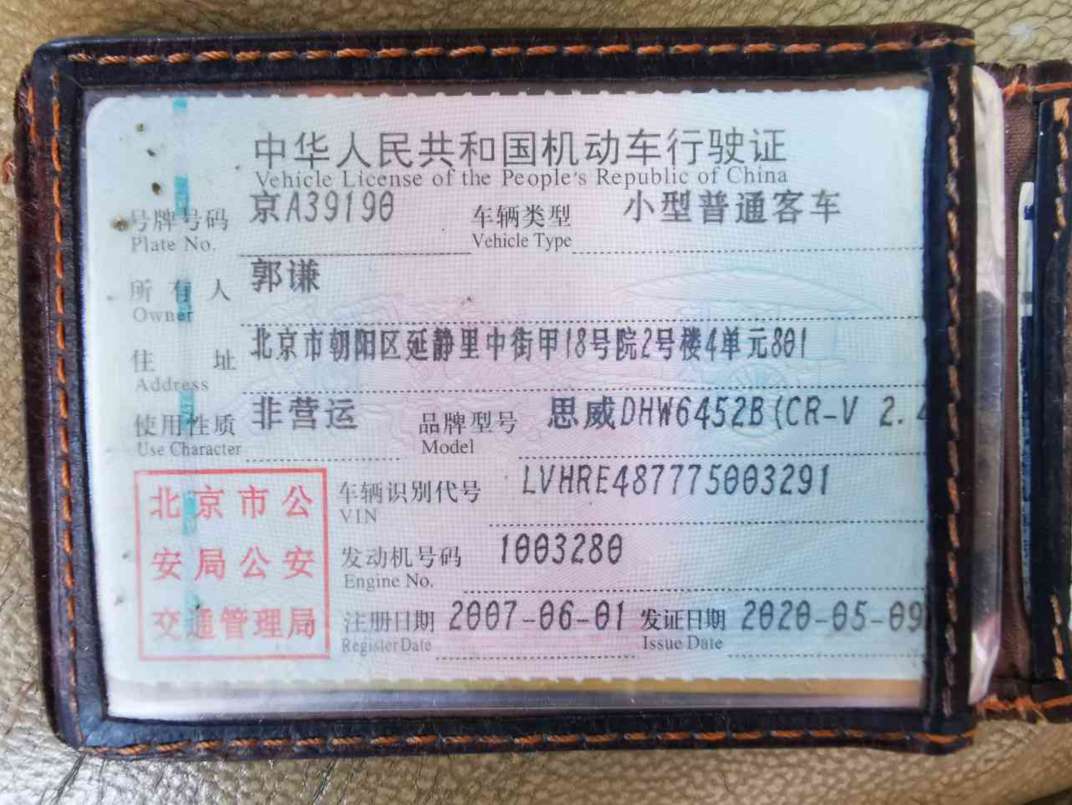 中华人民共和国机动车行驶证
Vehicle License of the People's Republic of China
号牌号码 京A39190 车辆类型 小型普通客车
Plate No. Vehicle Type
所有人 郭谦
Owner
住址 北京市朝阳区延静里中街甲18号院2号楼4单元801
Address
使用性质 非营运 品牌型号 思威DHW6452B(CR-V 2.4
Use Character Model
北京市公
安局公安
交通管理局
车辆识别代号 LVHRE487775003291
VIN
发动机号码 1003280
Engine No.
注册日期 2007-06-01 发证日期 2020-05-09
Register Date Issue Date